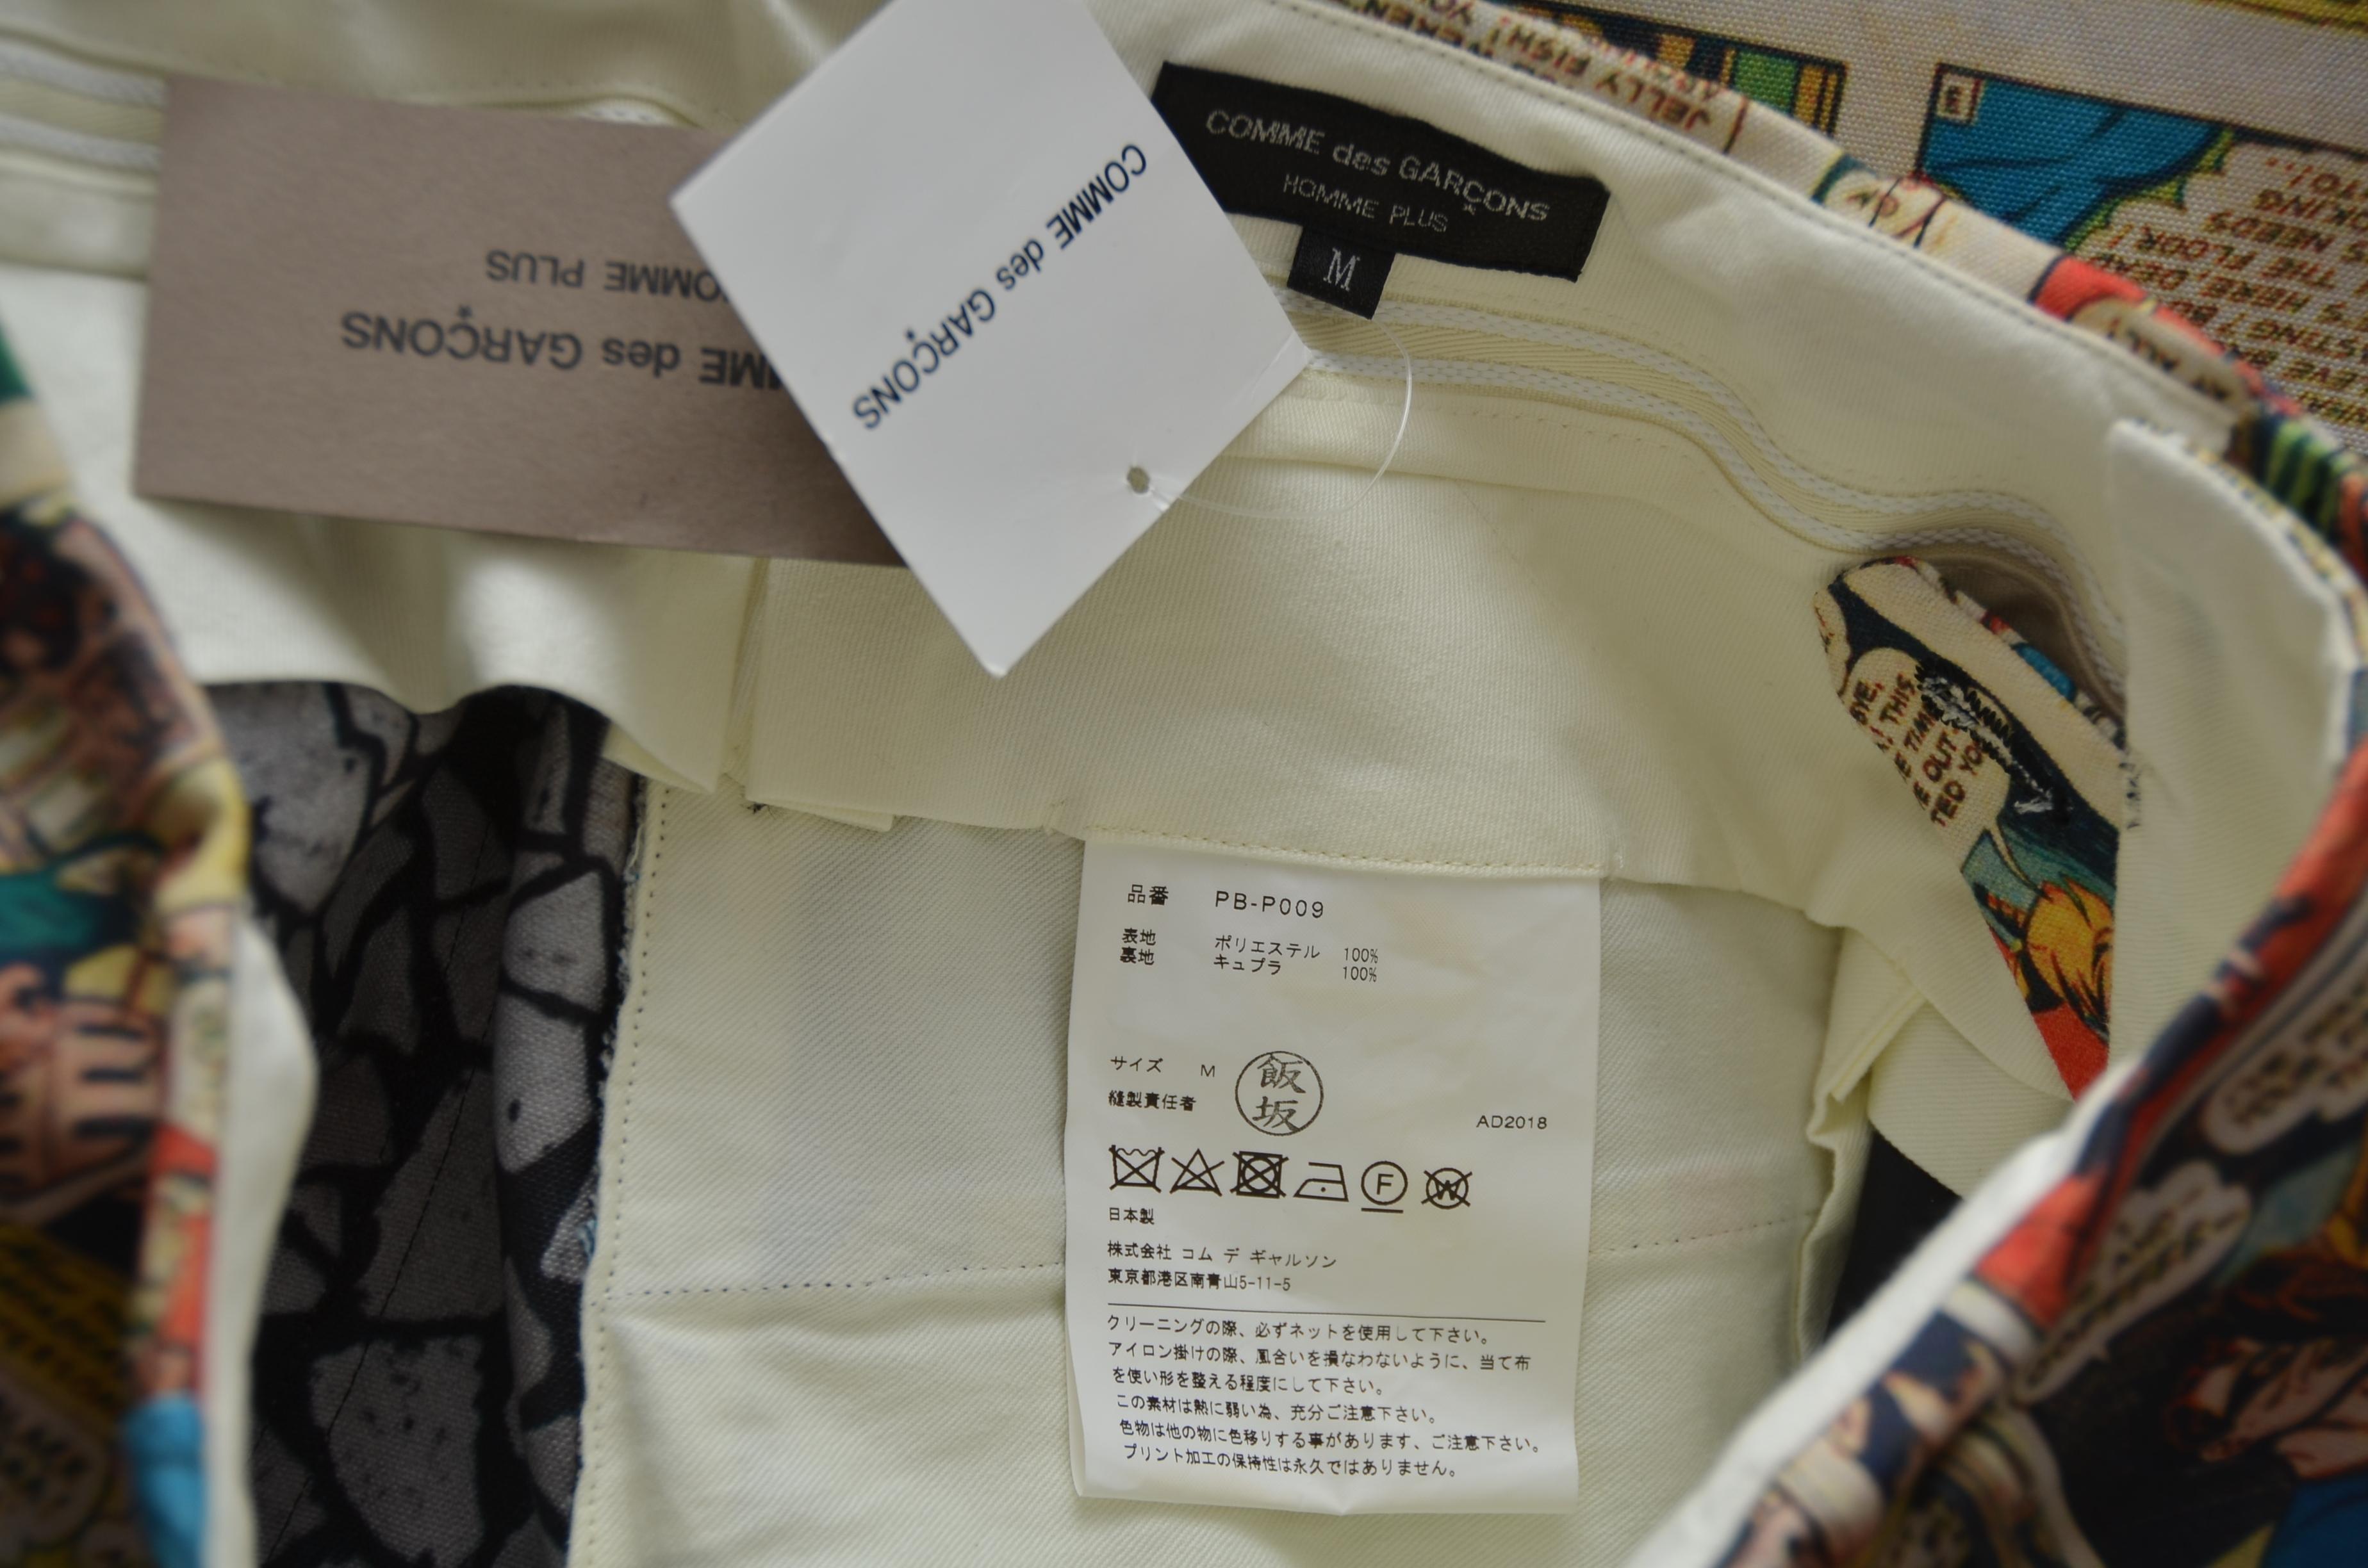 COMME des GARÇONS
HOMME PLUS
M
COMME des GARÇONS
des GARÇONS
PLUS
JELLY FISH!
THIS
TIME
OUT
品番 PB-P009
表地 ポリエステル 100%
裏地 キュプラ 100%
サイズ M
飯坂
縫製責任者
AD2018
F
W
日本製
株式会社 コム デ ギャルソン
東京都港区南青山5-11-5
クリーニングの際、必ずネットを使用して下さい。
アイロン掛けの際、風合いを損なわないように、当て布
を使い形を整える程度にして下さい。
この素材は熱に弱い為、充分ご注意下さい。
色物は他の物に色移りする事があります、ご注意下さい。
プリント加工の保持性は永久ではありません。
NEEDS
THE FLOOR!
HERE